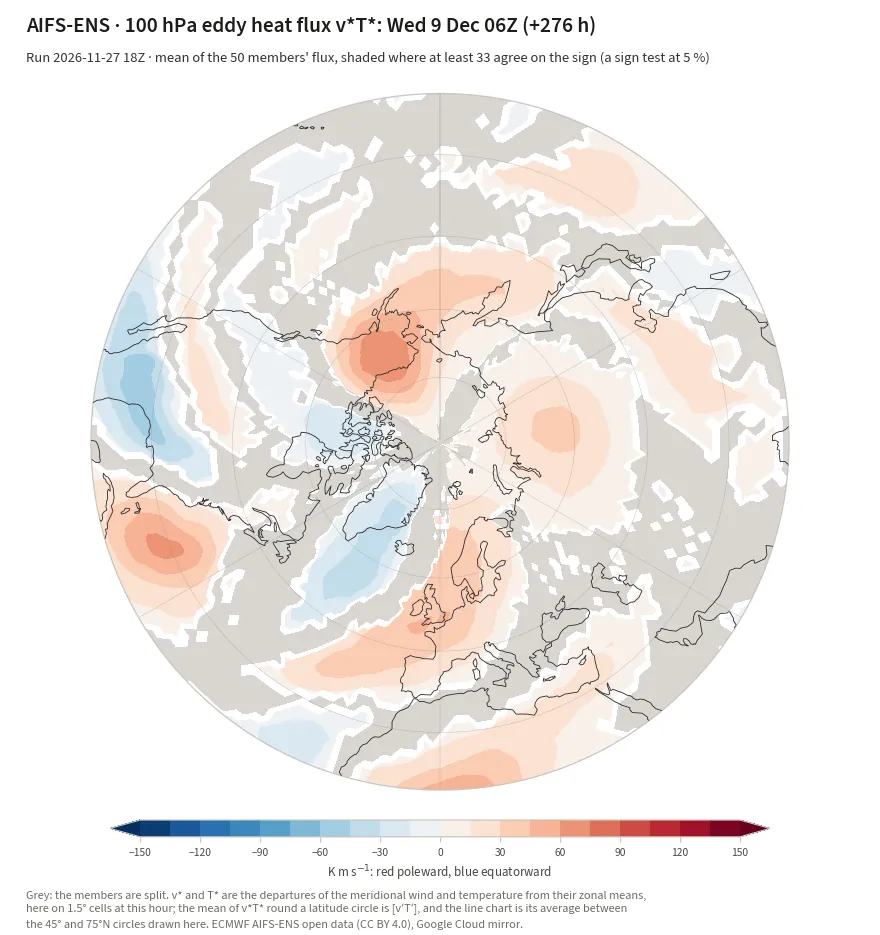 AIFS-ENS · 100 hPa eddy heat flux v*T*: Wed 9 Dec 06Z (+276 h)
Run 2026-11-27 18Z · mean of the 50 members' flux, shaded where at least 33 agree on the sign (a sign test at 5 %)
−150 −120 −90 −60 −30 0 30 60 90 120 150
K m s⁻¹: red poleward, blue equatorward
Grey: the members are split. v* and T* are the departures of the meridional wind and temperature from their zonal means,
here on 1.5° cells at this hour; the mean of v*T* round a latitude circle is [v′T′], and the line chart is its average between
the 45° and 75°N circles drawn here. ECMWF AIFS-ENS open data (CC BY 4.0), Google Cloud mirror.